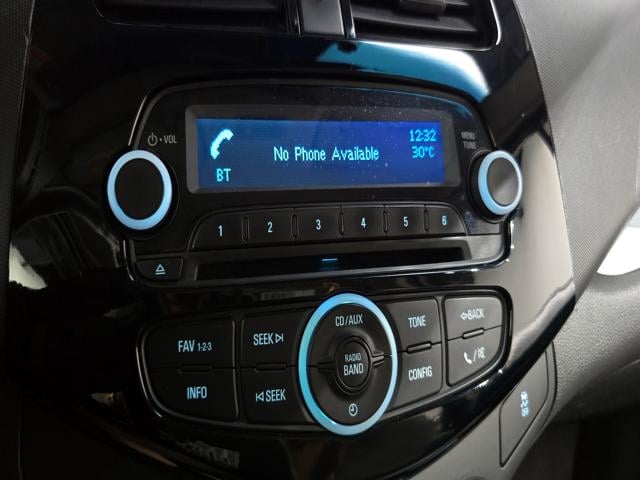 VOL
12:32
No Phone Available
30°C
BT
MENU
TUNE
1 2 3 4 5 6
CD/AUX
FAV 1-2-3
SEEK
TONE
BACK
RADIO
BAND
INFO
SEEK
CONFIG